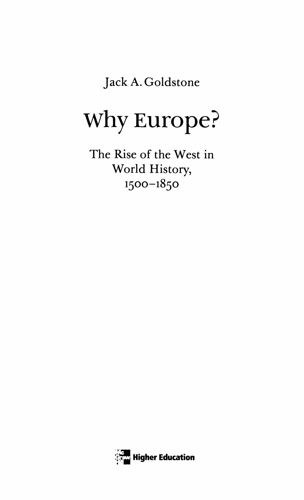 Jack A. Goldstone
Why Europe?
The Rise of the West in
World History,
1500–1850
Higher Education